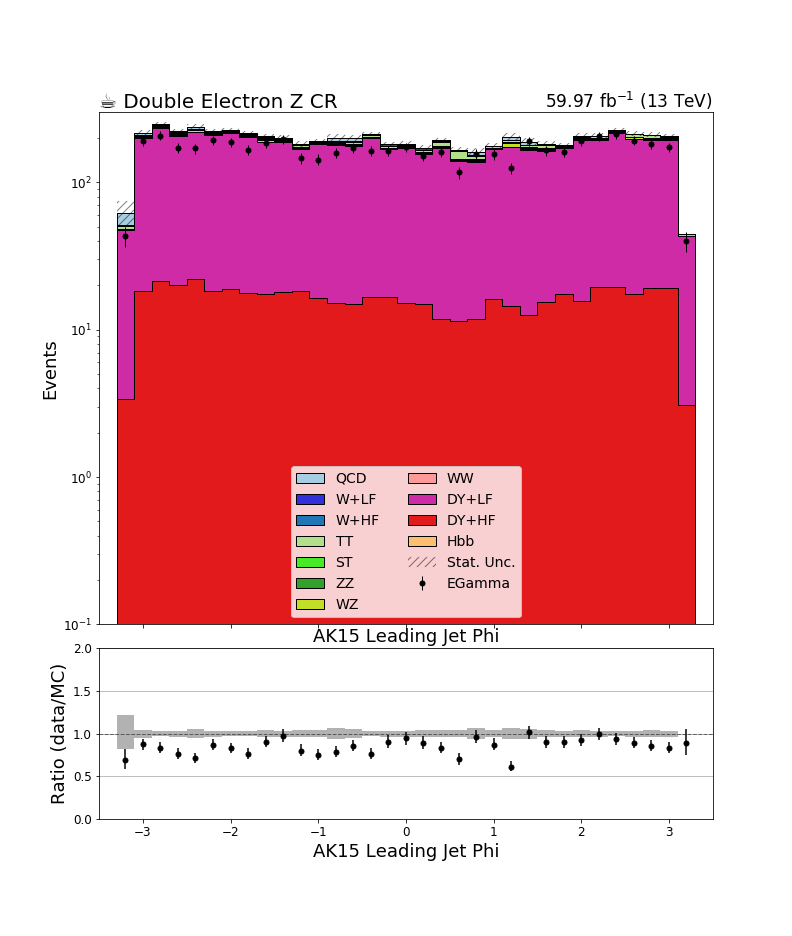 ☕ Double Electron Z CR 59.97 fb⁻¹ (13 TeV)
Events
10²
10¹
10⁰
10⁻¹
QCD WW
W+LF DY+LF
W+HF DY+HF
TT Hbb
ST Stat. Unc.
ZZ EGamma
WZ
AK15 Leading Jet Phi
Ratio (data/MC)
2.0
1.5
1.0
0.5
0.0
−3 −2 −1 0 1 2 3
AK15 Leading Jet Phi